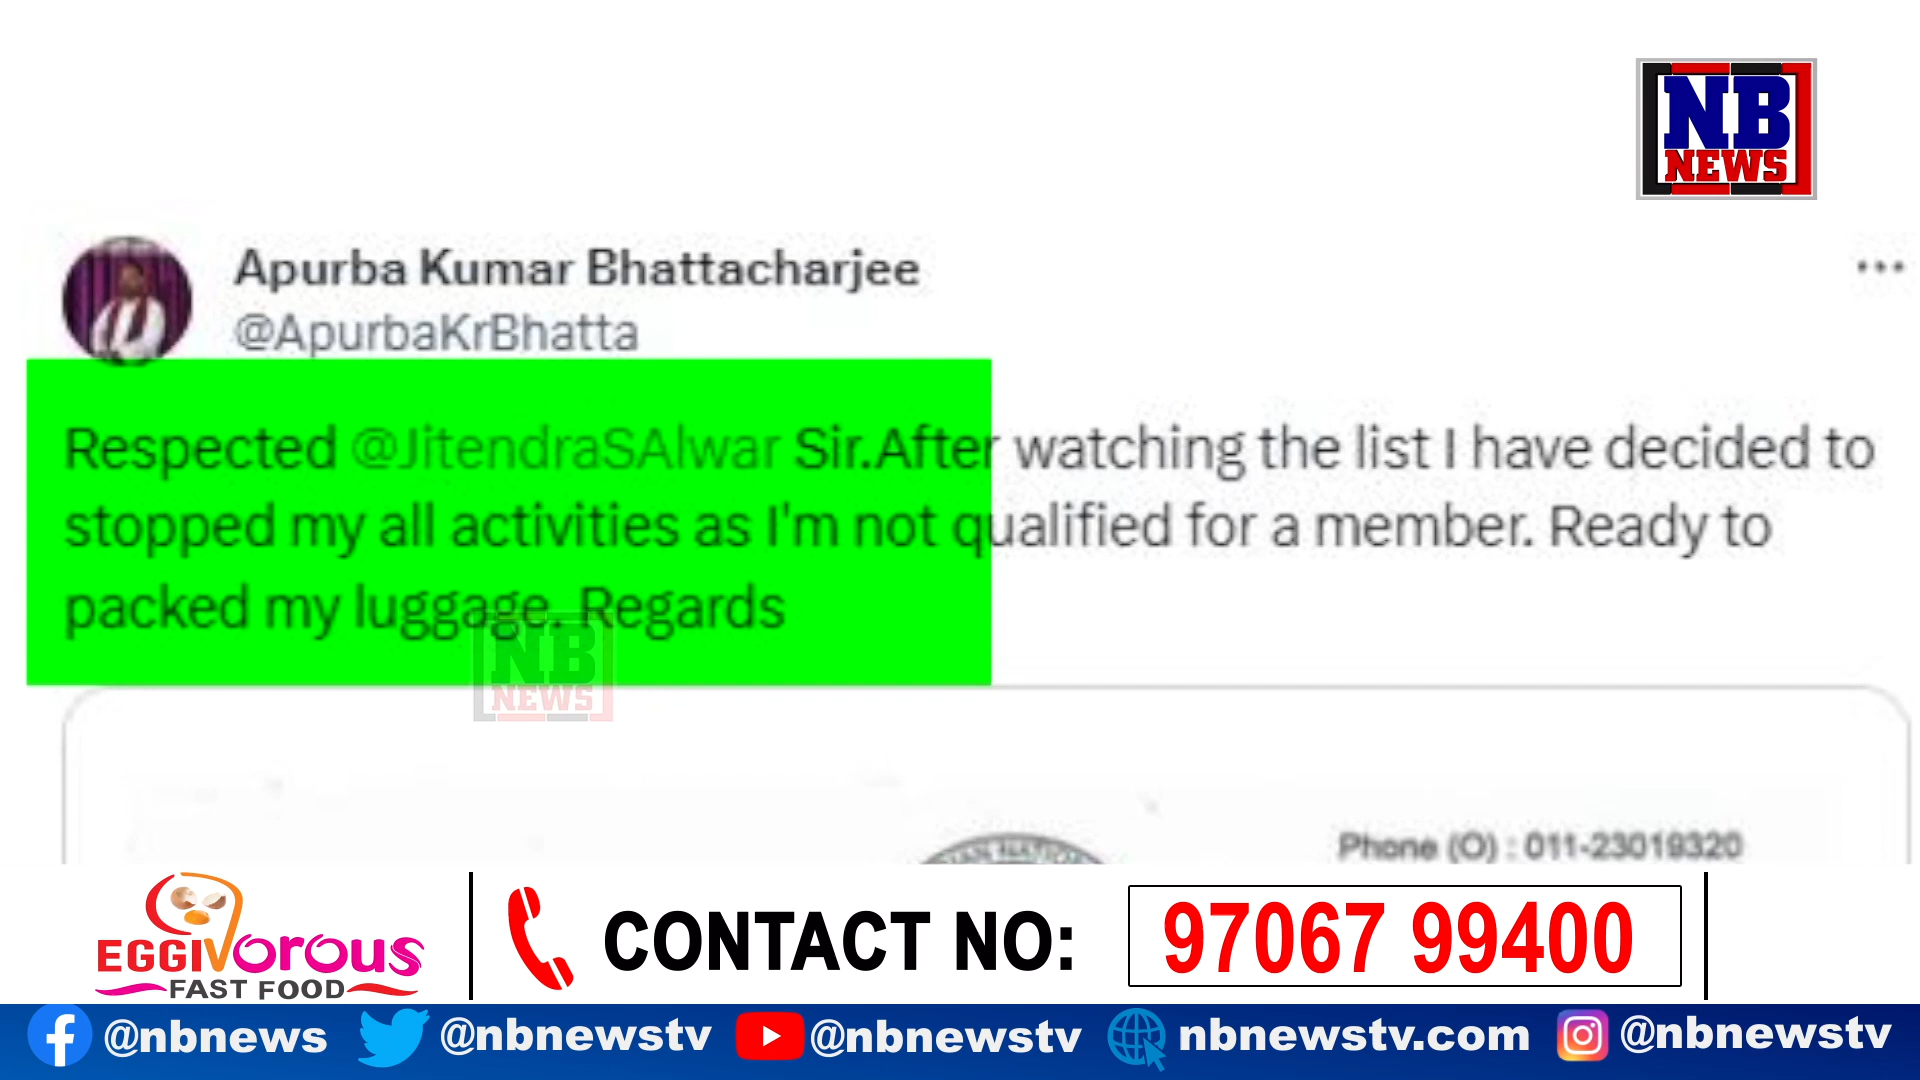 NB
NEWS
Apurba Kumar Bhattacharjee
@ApurbaKrBhatta
Respected @JitendraSAlwar Sir.After watching the list I have decided to
stopped my all activities as I'm not qualified for a member. Ready to
packed my luggage. Regards
NB
NEWS
Phone (O) : 011-23019320
EGGIVOROUS
FAST FOOD
CONTACT NO:
97067 99400
@nbnews
@nbnewstv
@nbnewstv
nbnewstv.com
@nbnewstv